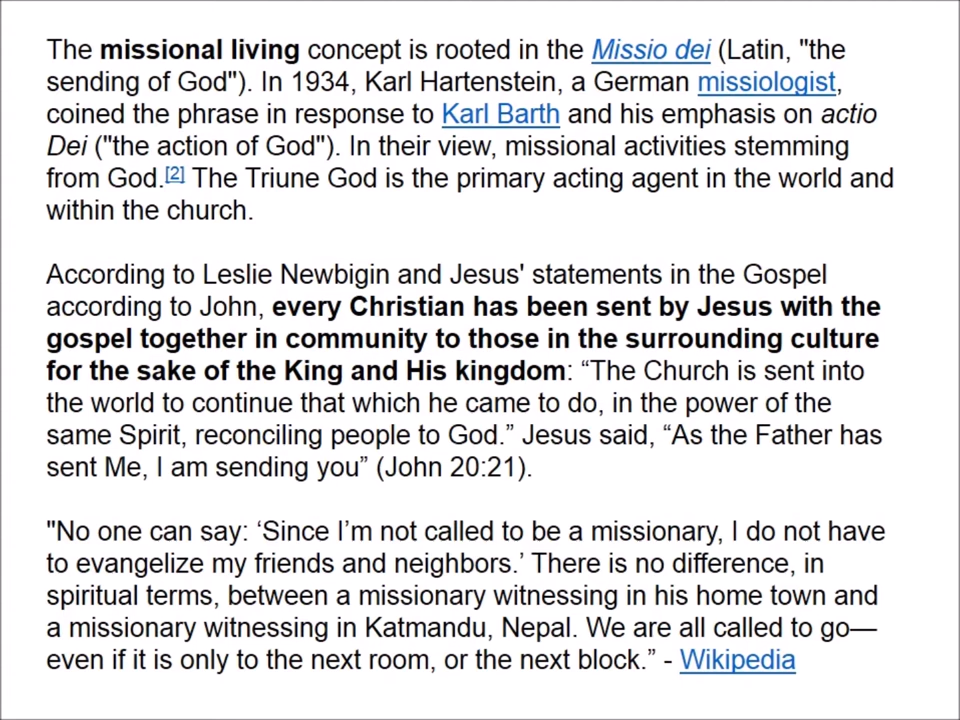 The missional living concept is rooted in the Missio dei (Latin, "the
sending of God"). In 1934, Karl Hartenstein, a German missiologist,
coined the phrase in response to Karl Barth and his emphasis on actio
Dei ("the action of God"). In their view, missional activities stemming
from God.[2] The Triune God is the primary acting agent in the world and
within the church.
According to Leslie Newbigin and Jesus' statements in the Gospel
according to John, every Christian has been sent by Jesus with the
gospel together in community to those in the surrounding culture
for the sake of the King and His kingdom: “The Church is sent into
the world to continue that which he came to do, in the power of the
same Spirit, reconciling people to God.” Jesus said, “As the Father has
sent Me, I am sending you” (John 20:21).
"No one can say: ‘Since I’m not called to be a missionary, I do not have
to evangelize my friends and neighbors.’ There is no difference, in
spiritual terms, between a missionary witnessing in his home town and
a missionary witnessing in Katmandu, Nepal. We are all called to go—
even if it is only to the next room, or the next block.” - Wikipedia